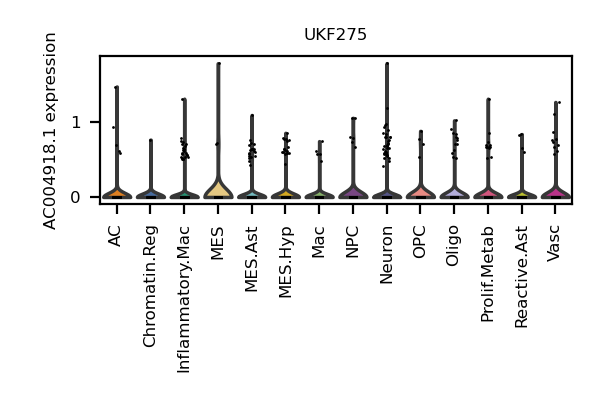 UKF275
AC004918.1 expression
1
0
AC
Chromatin.Reg
Inflammatory.Mac
MES
MES.Ast
MES.Hyp
Mac
NPC
Neuron
OPC
Oligo
Prolif.Metab
Reactive.Ast
Vasc